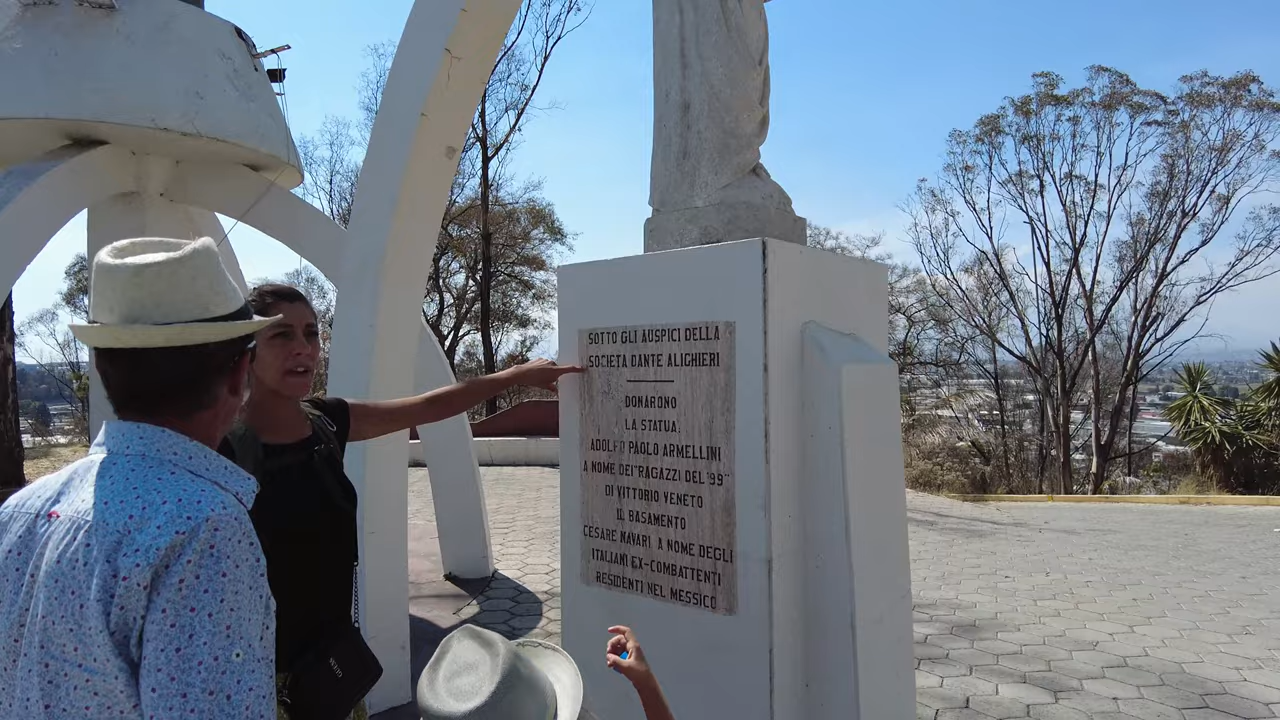 SOTTO GLI AUSPICI DELLA
SOCIETA DANTE ALIGHIERI
DONARONO
LA STATUA.
ADOLFO PAOLO ARMELLINI
A NOME DEI "RAGAZZI DEL '99"
DI VITTORIO VENETO
IL BASAMENTO
CESARE NAVARI A NOME DEGLI
ITALIANI EX-COMBATTENTI
RESIDENTI NEL MESSICO
GUESS